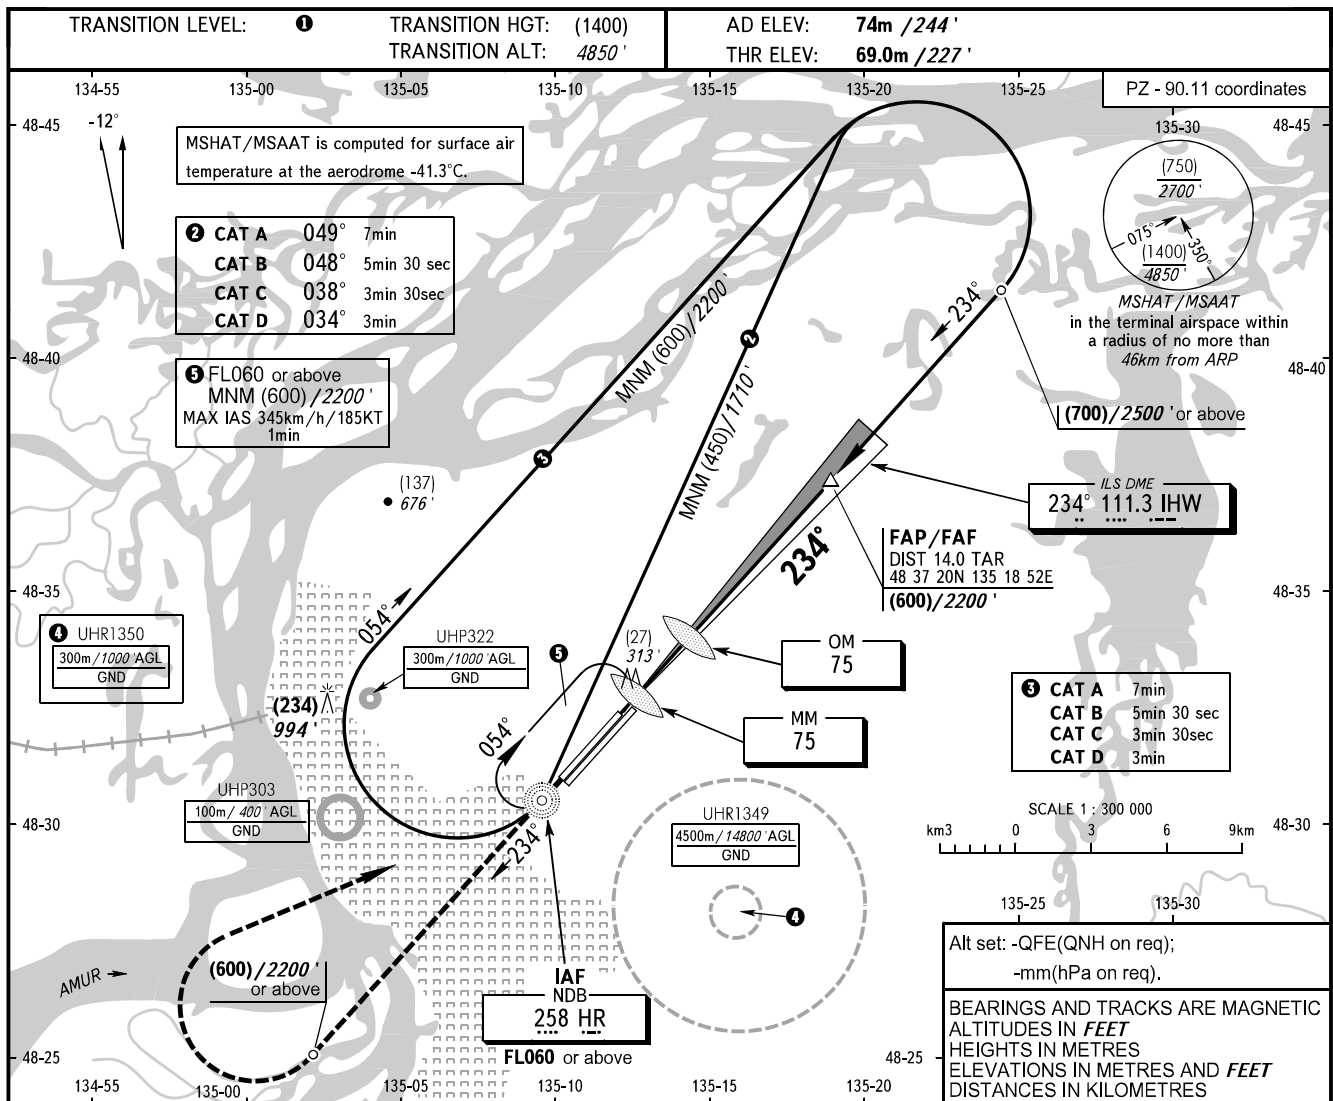 TRANSITION LEVEL: ❶ TRANSITION HGT: (1400)
TRANSITION ALT: 4850 '
AD ELEV: 74m /244 '
THR ELEV: 69.0m /227 '
134-55 135-00 135-05 135-10 135-15 135-20 135-25
PZ - 90.11 coordinates
135-30
48-45 48-45
-12°
MSHAT/MSAAT is computed for surface air
temperature at the aerodrome -41.3°C.
(750)
2700 '
075°
350°
(1400)
4850 '
MSHAT /MSAAT
in the terminal airspace within
a radius of no more than
46km from ARP
❷ CAT A 049° 7min
CAT B 048° 5min 30 sec
CAT C 038° 3min 30sec
CAT D 034° 3min
MNM (600)/2200 '
❷
234°
48-40 48-40
❺ FL060 or above
MNM (600) /2200 '
MAX IAS 345km/h/185KT
1min
MNM (450)/1710 '
(700)/2500 ' or above
❸
(137)
676 '
ILS DME
234° 111.3 IHW
234°
FAP/FAF
DIST 14.0 TAR
48 37 20N 135 18 52E
(600)/2200 '
48-35 48-35
054°
❹ UHR1350
300m/1000 'AGL
GND
UHP322
300m/1000 'AGL
GND
❺
(27)
313 '
OM
75
(234)
994 '
MM
75
❸ CAT A 7min
CAT B 5min 30 sec
CAT C 3min 30sec
CAT D 3min
054°
UHP303
100m/ 400 ' AGL
GND
UHR1349
4500m/14800 'AGL
GND
SCALE 1 : 300 000
km3 0 3 6 9km
48-30 48-30
234°
135-25 135-30
❹
Alt set: -QFE(QNH on req);
-mm(hPa on req).
AMUR
(600)/2200 '
or above
IAF
NDB
258 HR
FL060 or above
BEARINGS AND TRACKS ARE MAGNETIC
ALTITUDES IN FEET
HEIGHTS IN METRES
ELEVATIONS IN METRES AND FEET
DISTANCES IN KILOMETRES
48-25 48-25
134-55 135-00 135-05 135-10 135-15 135-20